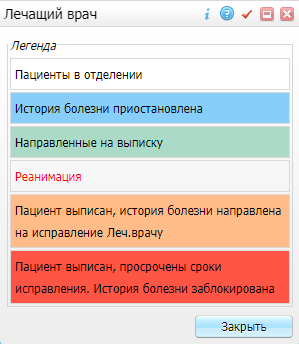 Лечащий врач
Легенда
Пациенты в отделении
История болезни приостановлена
Направленные на выписку
Реанимация
Пациент выписан, история болезни направлена
на исправление Леч.врачу
Пациент выписан, просрочены сроки
исправления. История болезни заблокирована
Закрыть